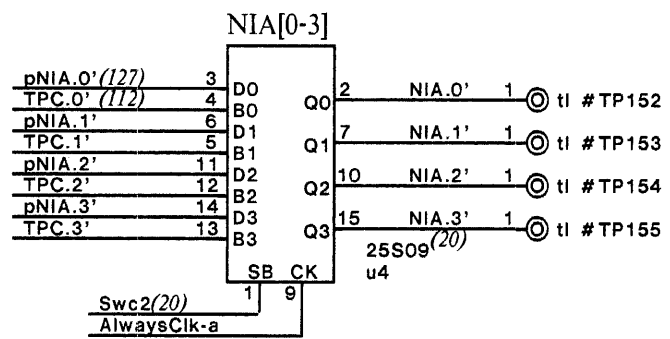 NIA[0-3]
pNIA.0' (127) 3 D0
TPC.0' (112) 4 B0
pNIA.1' 6 D1
TPC.1' 5 B1
pNIA.2' 11 D2
TPC.2' 12 B2
pNIA.3' 14 D3
TPC.3' 13 B3
Q0 2 NIA.0' 1 tl #TP152
Q1 7 NIA.1' 1 tl #TP153
Q2 10 NIA.2' 1 tl #TP154
Q3 15 NIA.3' (20) 1 tl #TP155
25S09
u4
SB CK
1 9
Swc2(20)
AlwaysClk-a